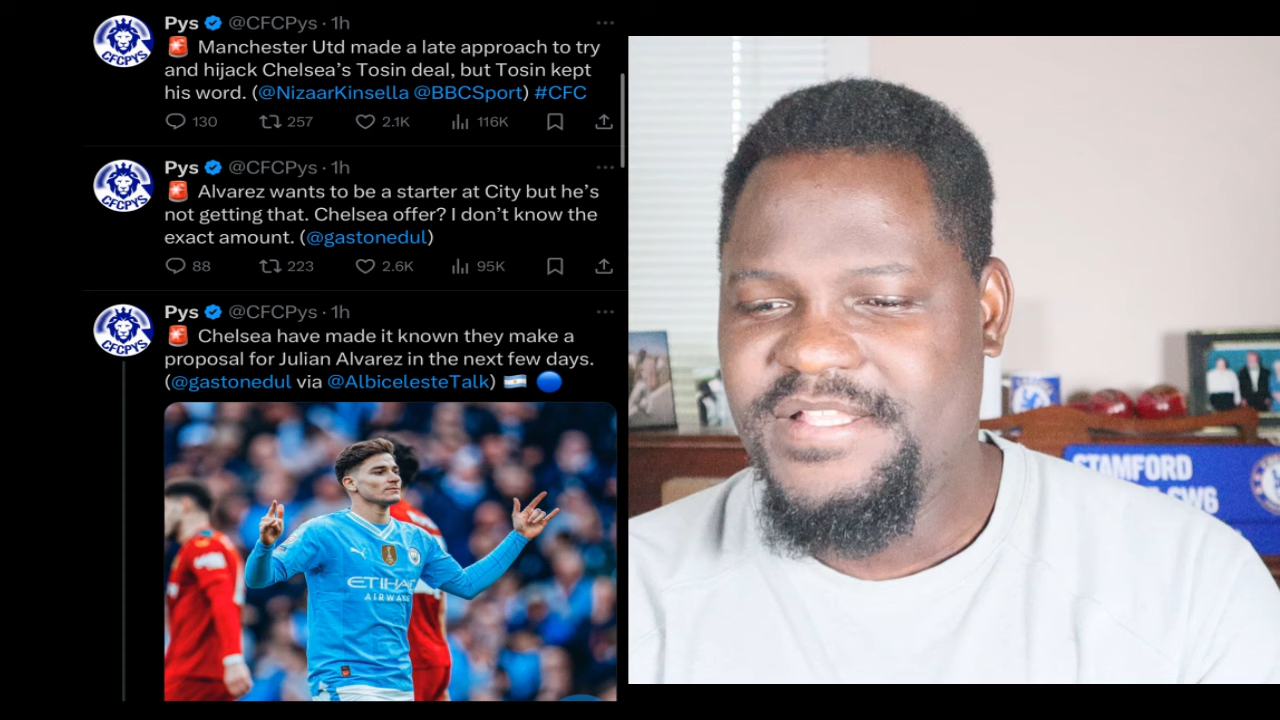 Pys @CFCPys · 1h
🚨 Manchester Utd made a late approach to try
and hijack Chelsea's Tosin deal, but Tosin kept
his word. (@NizaarKinsella @BBCSport) #CFC
130 257 2.1K 116K
CFCPYS
Pys @CFCPys · 1h
🚨 Alvarez wants to be a starter at City but he's
not getting that. Chelsea offer? I don't know the
exact amount. (@gastonedul)
88 223 2.6K 95K
CFCPYS
Pys @CFCPys · 1h
🚨 Chelsea have made it known they make a
proposal for Julian Alvarez in the next few days.
(@gastonedul via @AlbicelesteTalk) 🇦🇷 🔵
CFCPYS
ETIHAD
AIRWAYS
STAMFORD
SW6